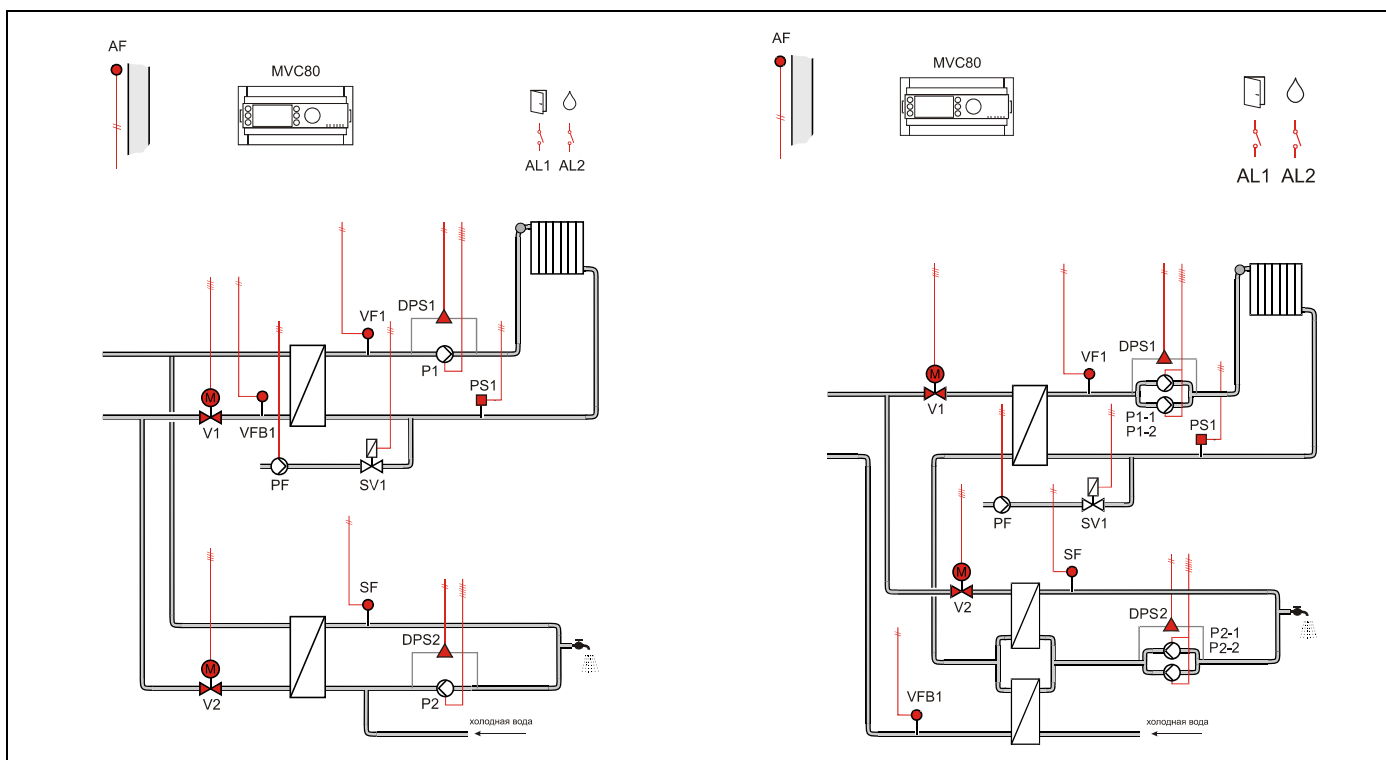 AF
MVC80
AL1 AL2
DPS1
VF1
P1
PS1
M
V1
VFB1
PF
SV1
SF
DPS2
M
V2
P2
холодная вода
AF
MVC80
AL1 AL2
DPS1
VF1
M
V1
P1-1
P1-2
PS1
PF
SV1
SF
M
V2
DPS2
P2-1
P2-2
VFB1
холодная вода